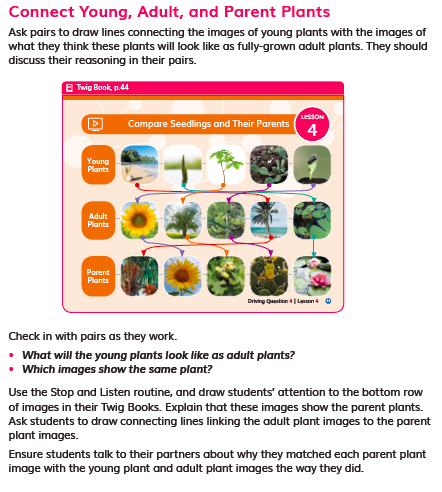 Connect Young, Adult, and Parent Plants
Ask pairs to draw lines connecting the images of young plants with the images of
what they think these plants will look like as fully-grown adult plants. They should
discuss their reasoning in their pairs.
Twig Book, p.44
Compare Seedlings and Their Parents
LESSON
4
Young
Plants
Adult
Plants
Parent
Plants
Driving Question 4 | Lesson 4
Check in with pairs as they work.
• What will the young plants look like as adult plants?
• Which images show the same plant?
Use the Stop and Listen routine, and draw students' attention to the bottom row
of images in their Twig Books. Explain that these images show the parent plants.
Ask students to draw connecting lines linking the adult plant images to the parent
plant images.
Ensure students talk to their partners about why they matched each parent plant
image with the young plant and adult plant images the way they did.